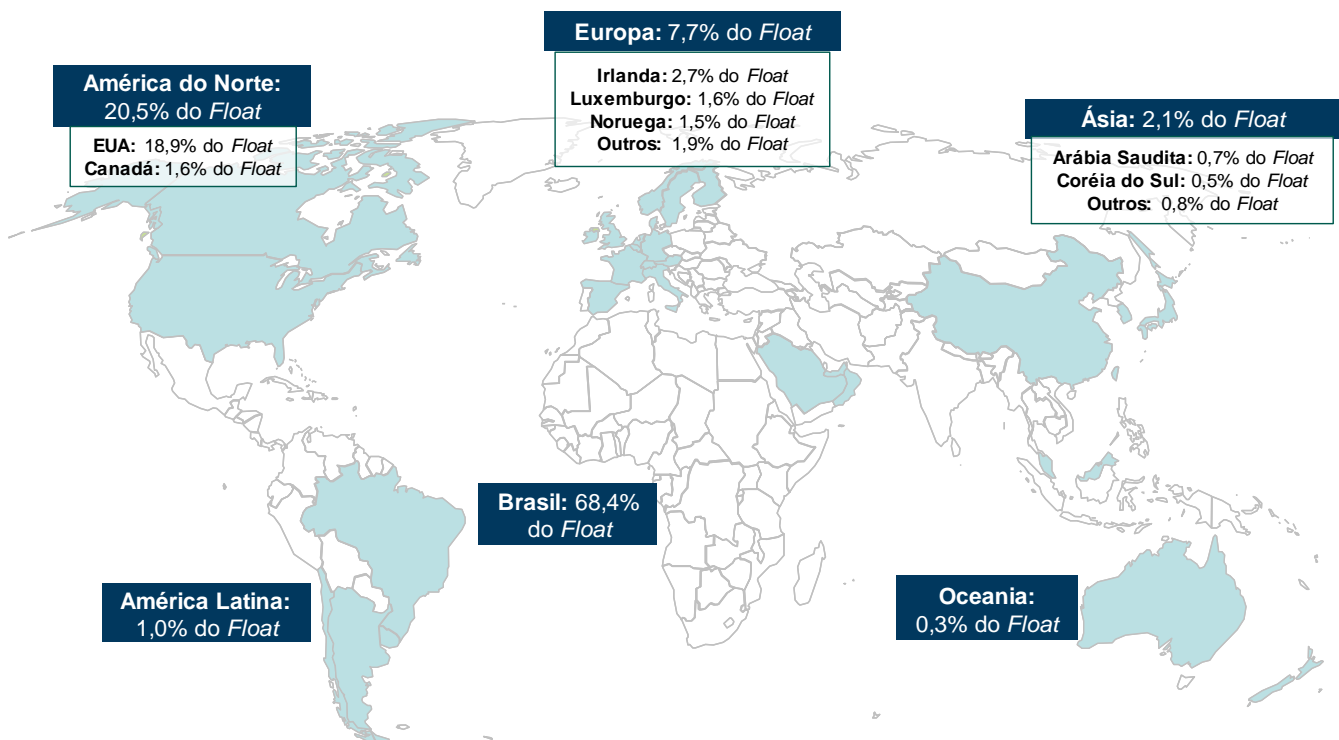 Europa: 7,7% do Float
Irlanda: 2,7% do Float
Luxemburgo: 1,6% do Float
Noruega: 1,5% do Float
Outros: 1,9% do Float
América do Norte:
20,5% do Float
EUA: 18,9% do Float
Canadá: 1,6% do Float
Ásia: 2,1% do Float
Arábia Saudita: 0,7% do Float
Coréia do Sul: 0,5% do Float
Outros: 0,8% do Float
Brasil: 68,4%
do Float
América Latina:
1,0% do Float
Oceania:
0,3% do Float